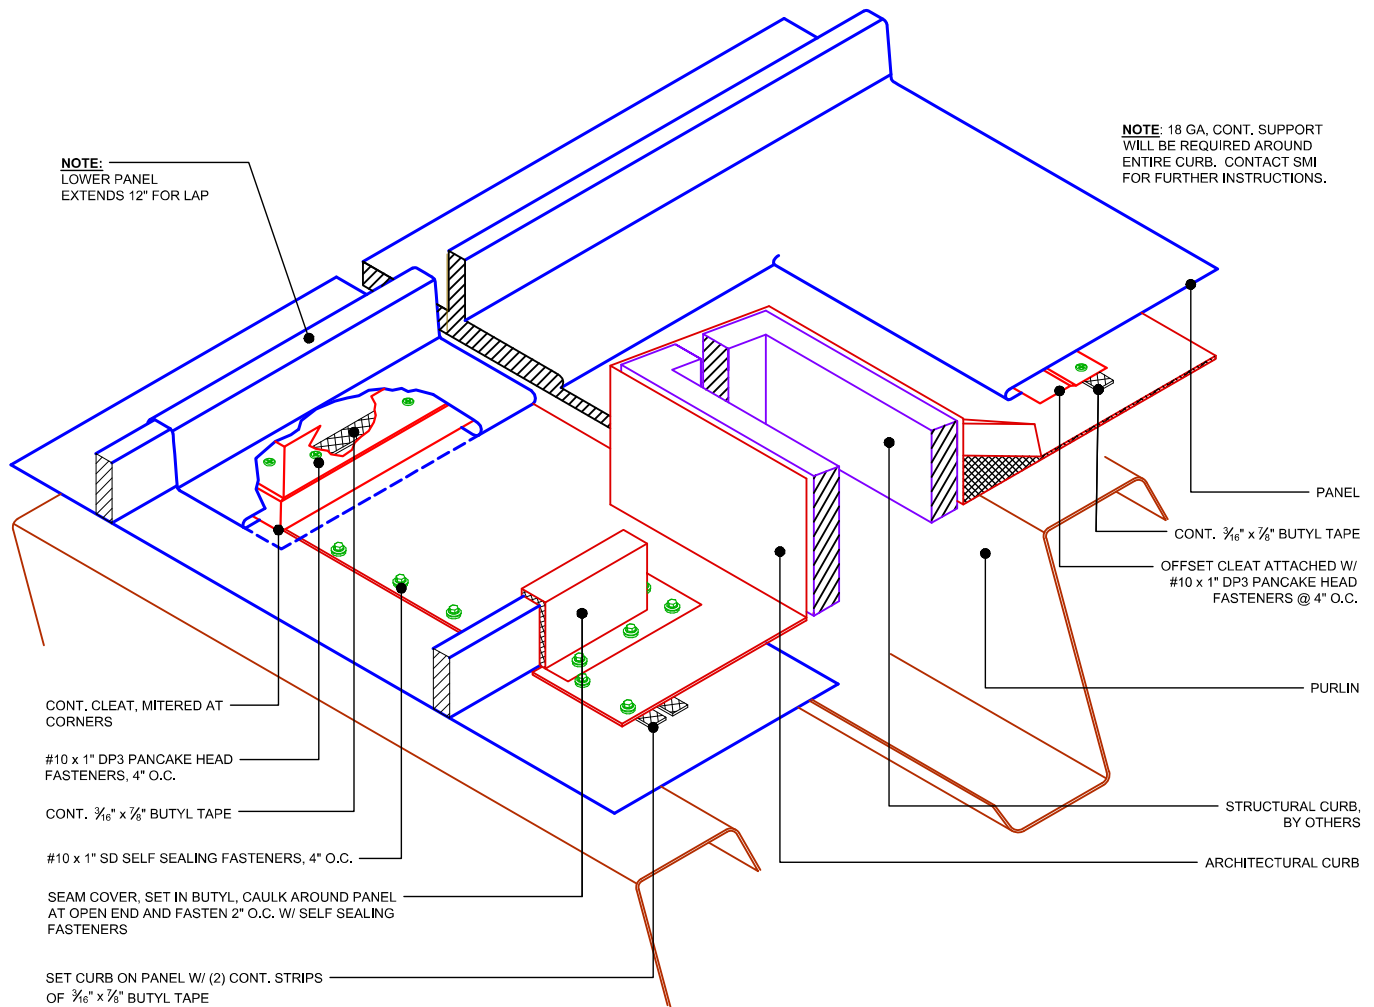 NOTE:
LOWER PANEL
EXTENDS 12" FOR LAP
NOTE: 18 GA, CONT. SUPPORT
WILL BE REQUIRED AROUND
ENTIRE CURB. CONTACT SMI
FOR FURTHER INSTRUCTIONS.
PANEL
CONT. 3/16" x 7/8" BUTYL TAPE
OFFSET CLEAT ATTACHED W/
#10 x 1" DP3 PANCAKE HEAD
FASTENERS @ 4" O.C.
PURLIN
STRUCTURAL CURB,
BY OTHERS
ARCHITECTURAL CURB
CONT. CLEAT, MITERED AT
CORNERS
#10 x 1" DP3 PANCAKE HEAD
FASTENERS, 4" O.C.
CONT. 3/16" x 7/8" BUTYL TAPE
#10 x 1" SD SELF SEALING FASTENERS, 4" O.C.
SEAM COVER, SET IN BUTYL, CAULK AROUND PANEL
AT OPEN END AND FASTEN 2" O.C. W/ SELF SEALING
FASTENERS
SET CURB ON PANEL W/ (2) CONT. STRIPS
OF 3/16" x 7/8" BUTYL TAPE